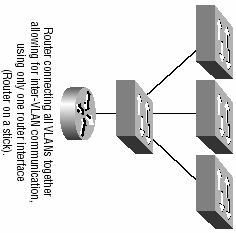 Router connecting all VLANs together
allowing for inter-VLAN communication,
using only one router interface
(Router on a stick).